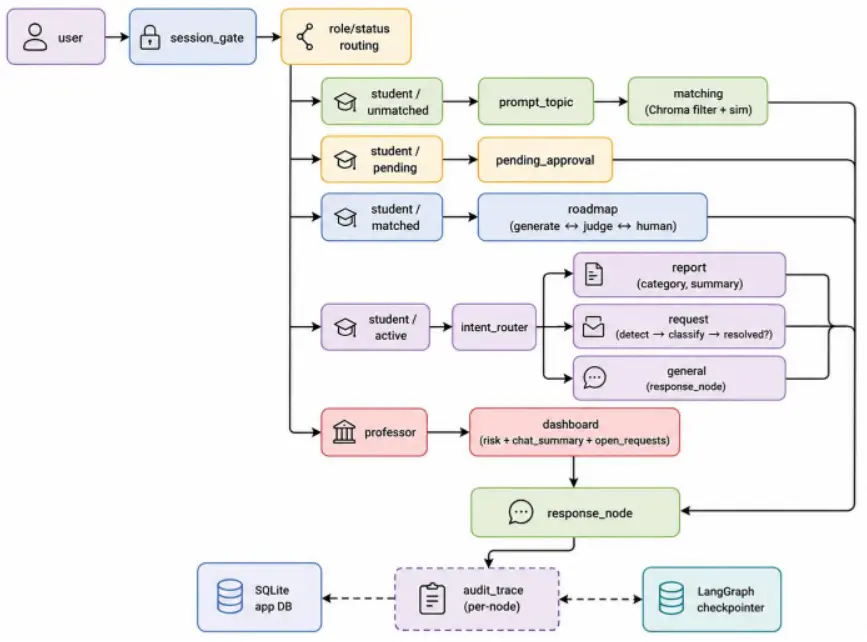 user
session_gate
role/status
routing
student /
unmatched
prompt_topic
matching
(Chroma filter + sim)
student /
pending
pending_approval
student /
matched
roadmap
(generate ↔ judge ↔ human)
student /
active
intent_router
report
(category, summary)
request
(detect → classify → resolved?)
general
(response_node)
professor
dashboard
(risk + chat_summary + open_requests)
response_node
SQLite
app DB
audit_trace
(per-node)
LangGraph
checkpointer